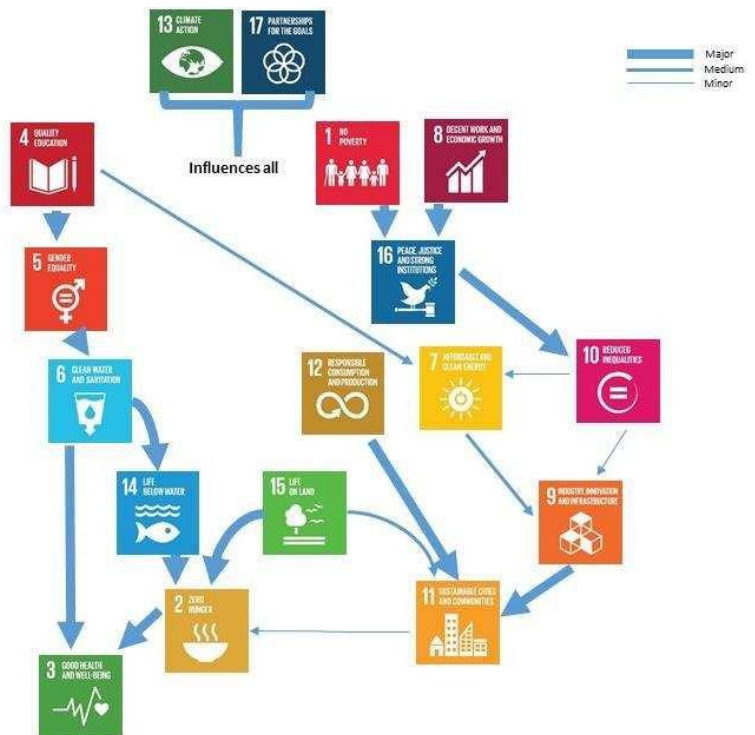 13 CLIMATE
ACTION
17 PARTNERSHIPS
FOR THE GOALS
Major
Medium
Minor
4 QUALITY
EDUCATION
Influences all
1 NO
POVERTY
8 DECENT WORK AND
ECONOMIC GROWTH
5 GENDER
EQUALITY
16 PEACE, JUSTICE
AND STRONG
INSTITUTIONS
6 CLEAN WATER
AND SANITATION
12 RESPONSIBLE
CONSUMPTION
AND PRODUCTION
7 AFFORDABLE AND
CLEAN ENERGY
10 REDUCED
INEQUALITIES
14 LIFE
BELOW WATER
15 LIFE
ON LAND
9 INDUSTRY, INNOVATION
AND INFRASTRUCTURE
2 ZERO
HUNGER
11 SUSTAINABLE CITIES
AND COMMUNITIES
3 GOOD HEALTH
AND WELL-BEING